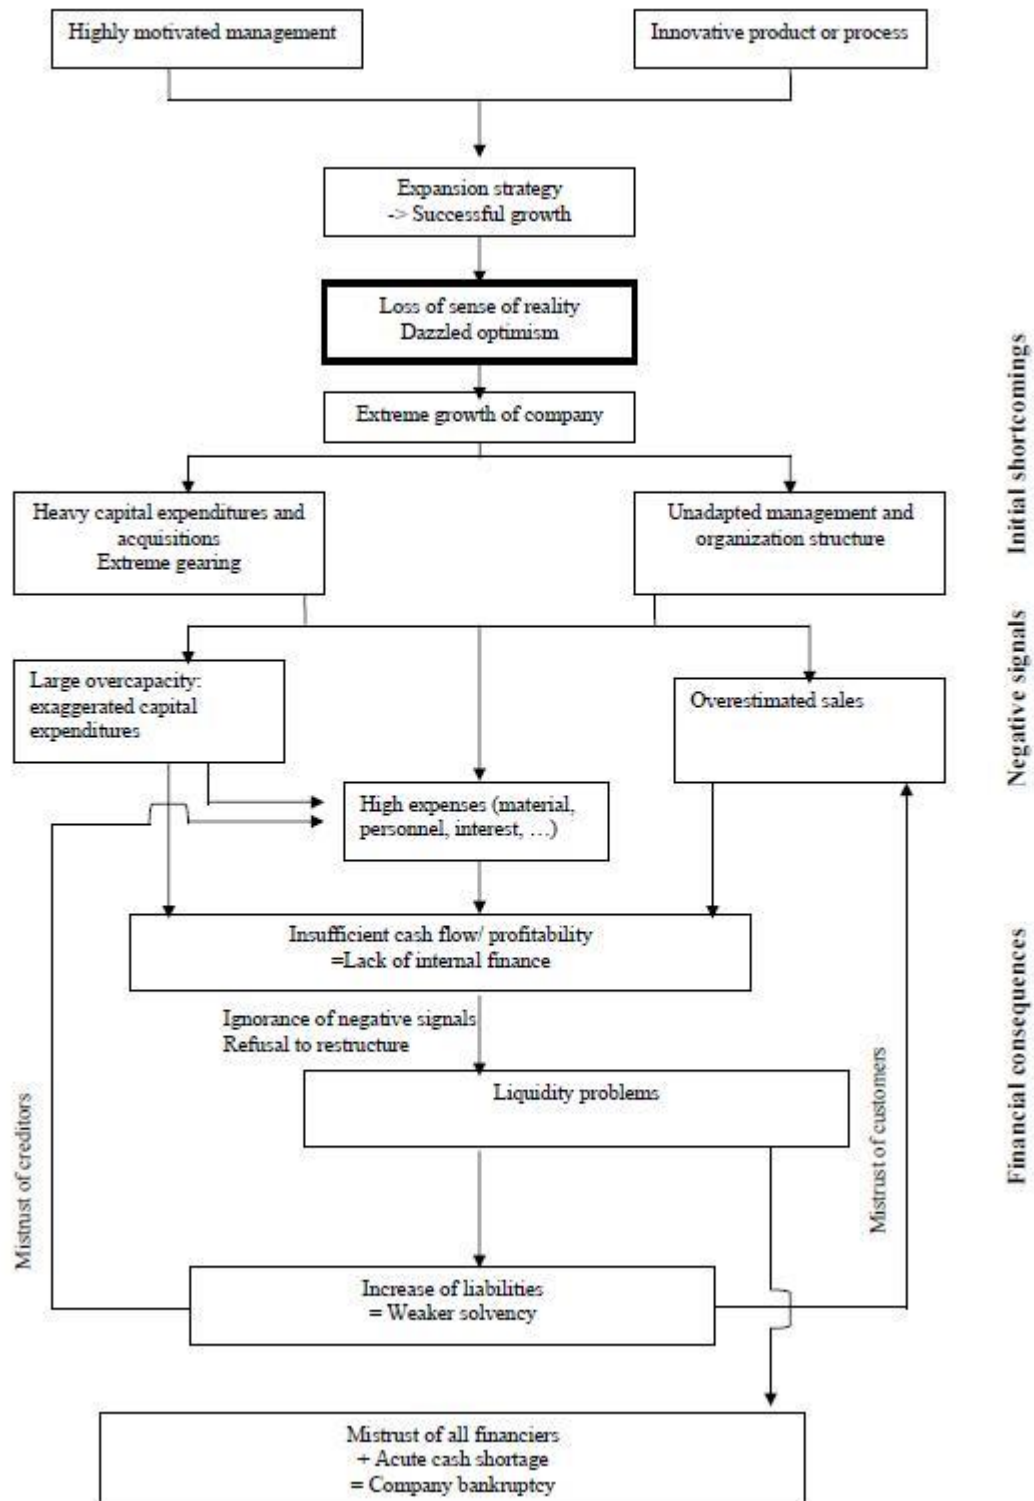 Highly motivated management
Innovative product or process
Expansion strategy
-> Successful growth
Loss of sense of reality
Dazzled optimism
Extreme growth of company
Initial shortcomings
Heavy capital expenditures and
acquisitions
Extreme gearing
Unadapted management and
organization structure
Negative signals
Large overcapacity:
exaggerated capital
expenditures
Overestimated sales
High expenses (material,
personnel, interest, …)
Insufficient cash flow/ profitability
=Lack of internal finance
Ignorance of negative signals
Refusal to restructure
Financial consequences
Liquidity problems
Mistrust of creditors
Mistrust of customers
Increase of liabilities
= Weaker solvency
Mistrust of all financiers
+ Acute cash shortage
= Company bankruptcy